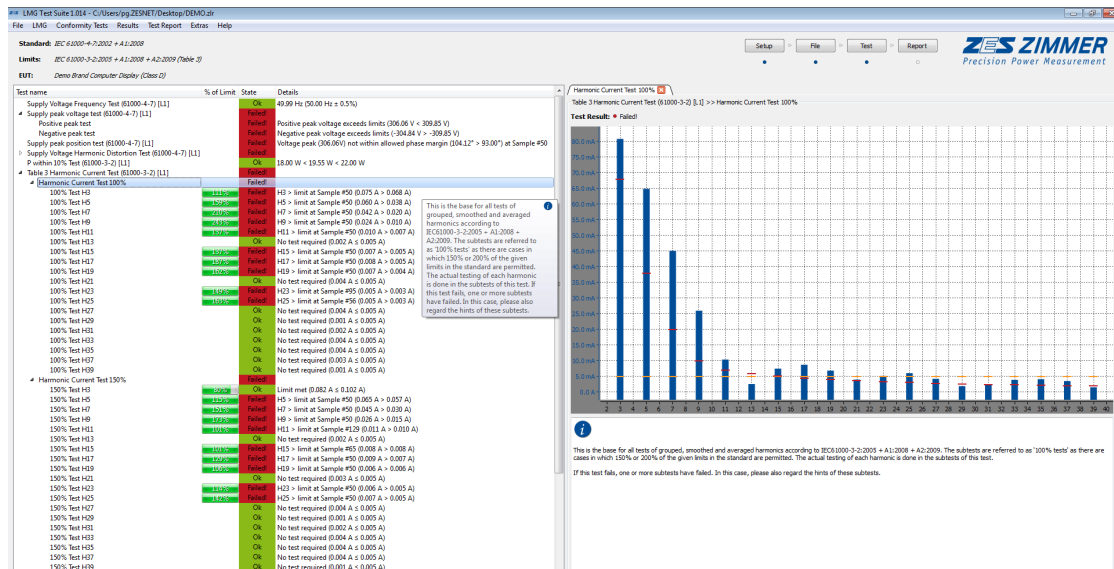 LMG Test Suite 1.014 - C:/Users/pg.ZESNET/Desktop/DEMO.zlr
File LMG Conformity Tests Results Test Report Extras Help
Standard: IEC 61000-4-7:2002 + A1:2008
Limits: IEC 61000-3-2:2005 + A1:2008 + A2:2009 (Table 3)
EUT: Demo Brand Computer Display (Class D)
Setup File Test Report
ZES ZIMMER
Precision Power Measurement
Test name % of Limit State Details
Supply Voltage Frequency Test (61000-4-7) [L1] Ok 49.99 Hz (50.00 Hz ± 0.5%)
Supply peak voltage test (61000-4-7) [L1] Failed!
Positive peak test Failed! Positive peak voltage exceeds limits (306.06 V < 309.85 V)
Negative peak test Failed! Negative peak voltage exceeds limits (-304.84 V > -309.85 V)
Supply peak position test (61000-4-7) [L1] Failed! Voltage peak (306.06V) not within allowed phase margin (104.12° > 93.00°) at Sample #50
Supply Voltage Harmonic Distortion Test (61000-4-7) [L1] Failed!
P within 10% Test (61000-3-2) [L1] Ok 18.00 W < 19.55 W < 22.00 W
Table 3 Harmonic Current Test (61000-3-2) [L1] Failed!
Harmonic Current Test 100% Failed!
100% Test H3 Failed! H3 > limit at Sample #50 (0.075 A > 0.068 A)
100% Test H5 Failed! H5 > limit at Sample #50 (0.060 A > 0.038 A)
100% Test H7 Failed! H7 > limit at Sample #50 (0.042 A > 0.020 A)
100% Test H9 Failed! H9 > limit at Sample #50 (0.024 A > 0.010 A)
100% Test H11 Failed! H11 > limit at Sample #50 (0.010 A > 0.007 A)
100% Test H13 Ok No test required (0.002 A ≤ 0.005 A)
100% Test H15 Failed! H15 > limit at Sample #50 (0.007 A > 0.005 A)
100% Test H17 Failed! H17 > limit at Sample #50 (0.008 A > 0.005 A)
100% Test H19 Failed! H19 > limit at Sample #50 (0.007 A > 0.004 A)
100% Test H21 Ok No test required (0.004 A ≤ 0.005 A)
100% Test H23 149% Failed! H23 > limit at Sample #95 (0.005 A > 0.003 A)
100% Test H25 Failed! H25 > limit at Sample #56 (0.005 A > 0.003 A)
100% Test H27 Ok No test required (0.004 A ≤ 0.005 A)
100% Test H29 Ok No test required (0.001 A ≤ 0.005 A)
100% Test H31 Ok No test required (0.002 A ≤ 0.005 A)
100% Test H33 Ok No test required (0.004 A ≤ 0.005 A)
100% Test H35 Ok No test required (0.004 A ≤ 0.005 A)
100% Test H37 Ok No test required (0.003 A ≤ 0.005 A)
100% Test H39 Ok No test required (0.001 A ≤ 0.005 A)
Harmonic Current Test 150% Failed!
150% Test H3 80% Ok Limit met (0.082 A ≤ 0.102 A)
150% Test H5 Failed! H5 > limit at Sample #50 (0.065 A > 0.057 A)
150% Test H7 151% Failed! H7 > limit at Sample #50 (0.045 A > 0.030 A)
150% Test H9 173% Failed! H9 > limit at Sample #50 (0.026 A > 0.015 A)
150% Test H11 101% Failed! H11 > limit at Sample #129 (0.011 A > 0.010 A)
150% Test H13 Ok No test required (0.002 A ≤ 0.005 A)
150% Test H15 101% Failed! H15 > limit at Sample #65 (0.008 A > 0.008 A)
150% Test H17 Failed! H17 > limit at Sample #50 (0.009 A > 0.007 A)
150% Test H19 Failed! H19 > limit at Sample #50 (0.006 A > 0.006 A)
150% Test H21 Ok No test required (0.003 A ≤ 0.005 A)
150% Test H23 114% Failed! H23 > limit at Sample #50 (0.006 A > 0.005 A)
150% Test H25 142% Failed! H25 > limit at Sample #50 (0.007 A > 0.005 A)
150% Test H27 Ok No test required (0.004 A ≤ 0.005 A)
150% Test H29 Ok No test required (0.001 A ≤ 0.005 A)
150% Test H31 Ok No test required (0.002 A ≤ 0.005 A)
150% Test H33 Ok No test required (0.004 A ≤ 0.005 A)
150% Test H35 Ok No test required (0.004 A ≤ 0.005 A)
150% Test H37 Ok No test required (0.004 A ≤ 0.005 A)
150% Test H39 Ok No test required (0.001 A ≤ 0.005 A)
This is the base for all tests of
grouped, smoothed and averaged
harmonics according to
IEC61000-3-2:2005 + A1:2008 +
A2:2009. The subtests are referred to
as '100% tests' as there are cases in
which 150% or 200% of the given
limits in the standard are permitted.
The actual testing of each harmonic
is done in the subtests of this test. If
this test fails, one or more subtests
have failed. In this case, please also
regard the hints of these subtests.
Harmonic Current Test 100%
Table 3 Harmonic Current Test (61000-3-2) [L1] >> Harmonic Current Test 100%
Test Result: Failed!
80.0 mA
75.0 mA
70.0 mA
65.0 mA
60.0 mA
55.0 mA
50.0 mA
45.0 mA
40.0 mA
35.0 mA
30.0 mA
25.0 mA
20.0 mA
15.0 mA
10.0 mA
5.0 mA
0.0 A
2 3 4 5 6 7 8 9 10 11 12 13 14 15 16 17 18 19 20 21 22 23 24 25 26 27 28 29 30 31 32 33 34 35 36 37 38 39 40
This is the base for all tests of grouped, smoothed and averaged harmonics according to IEC61000-3-2:2005 + A1:2008 + A2:2009. The subtests are referred to as '100% tests' as there are
cases in which 150% or 200% of the given limits in the standard are permitted. The actual testing of each harmonic is done in the subtests of this test.
If this test fails, one or more subtests have failed. In this case, please also regard the hints of these subtests.